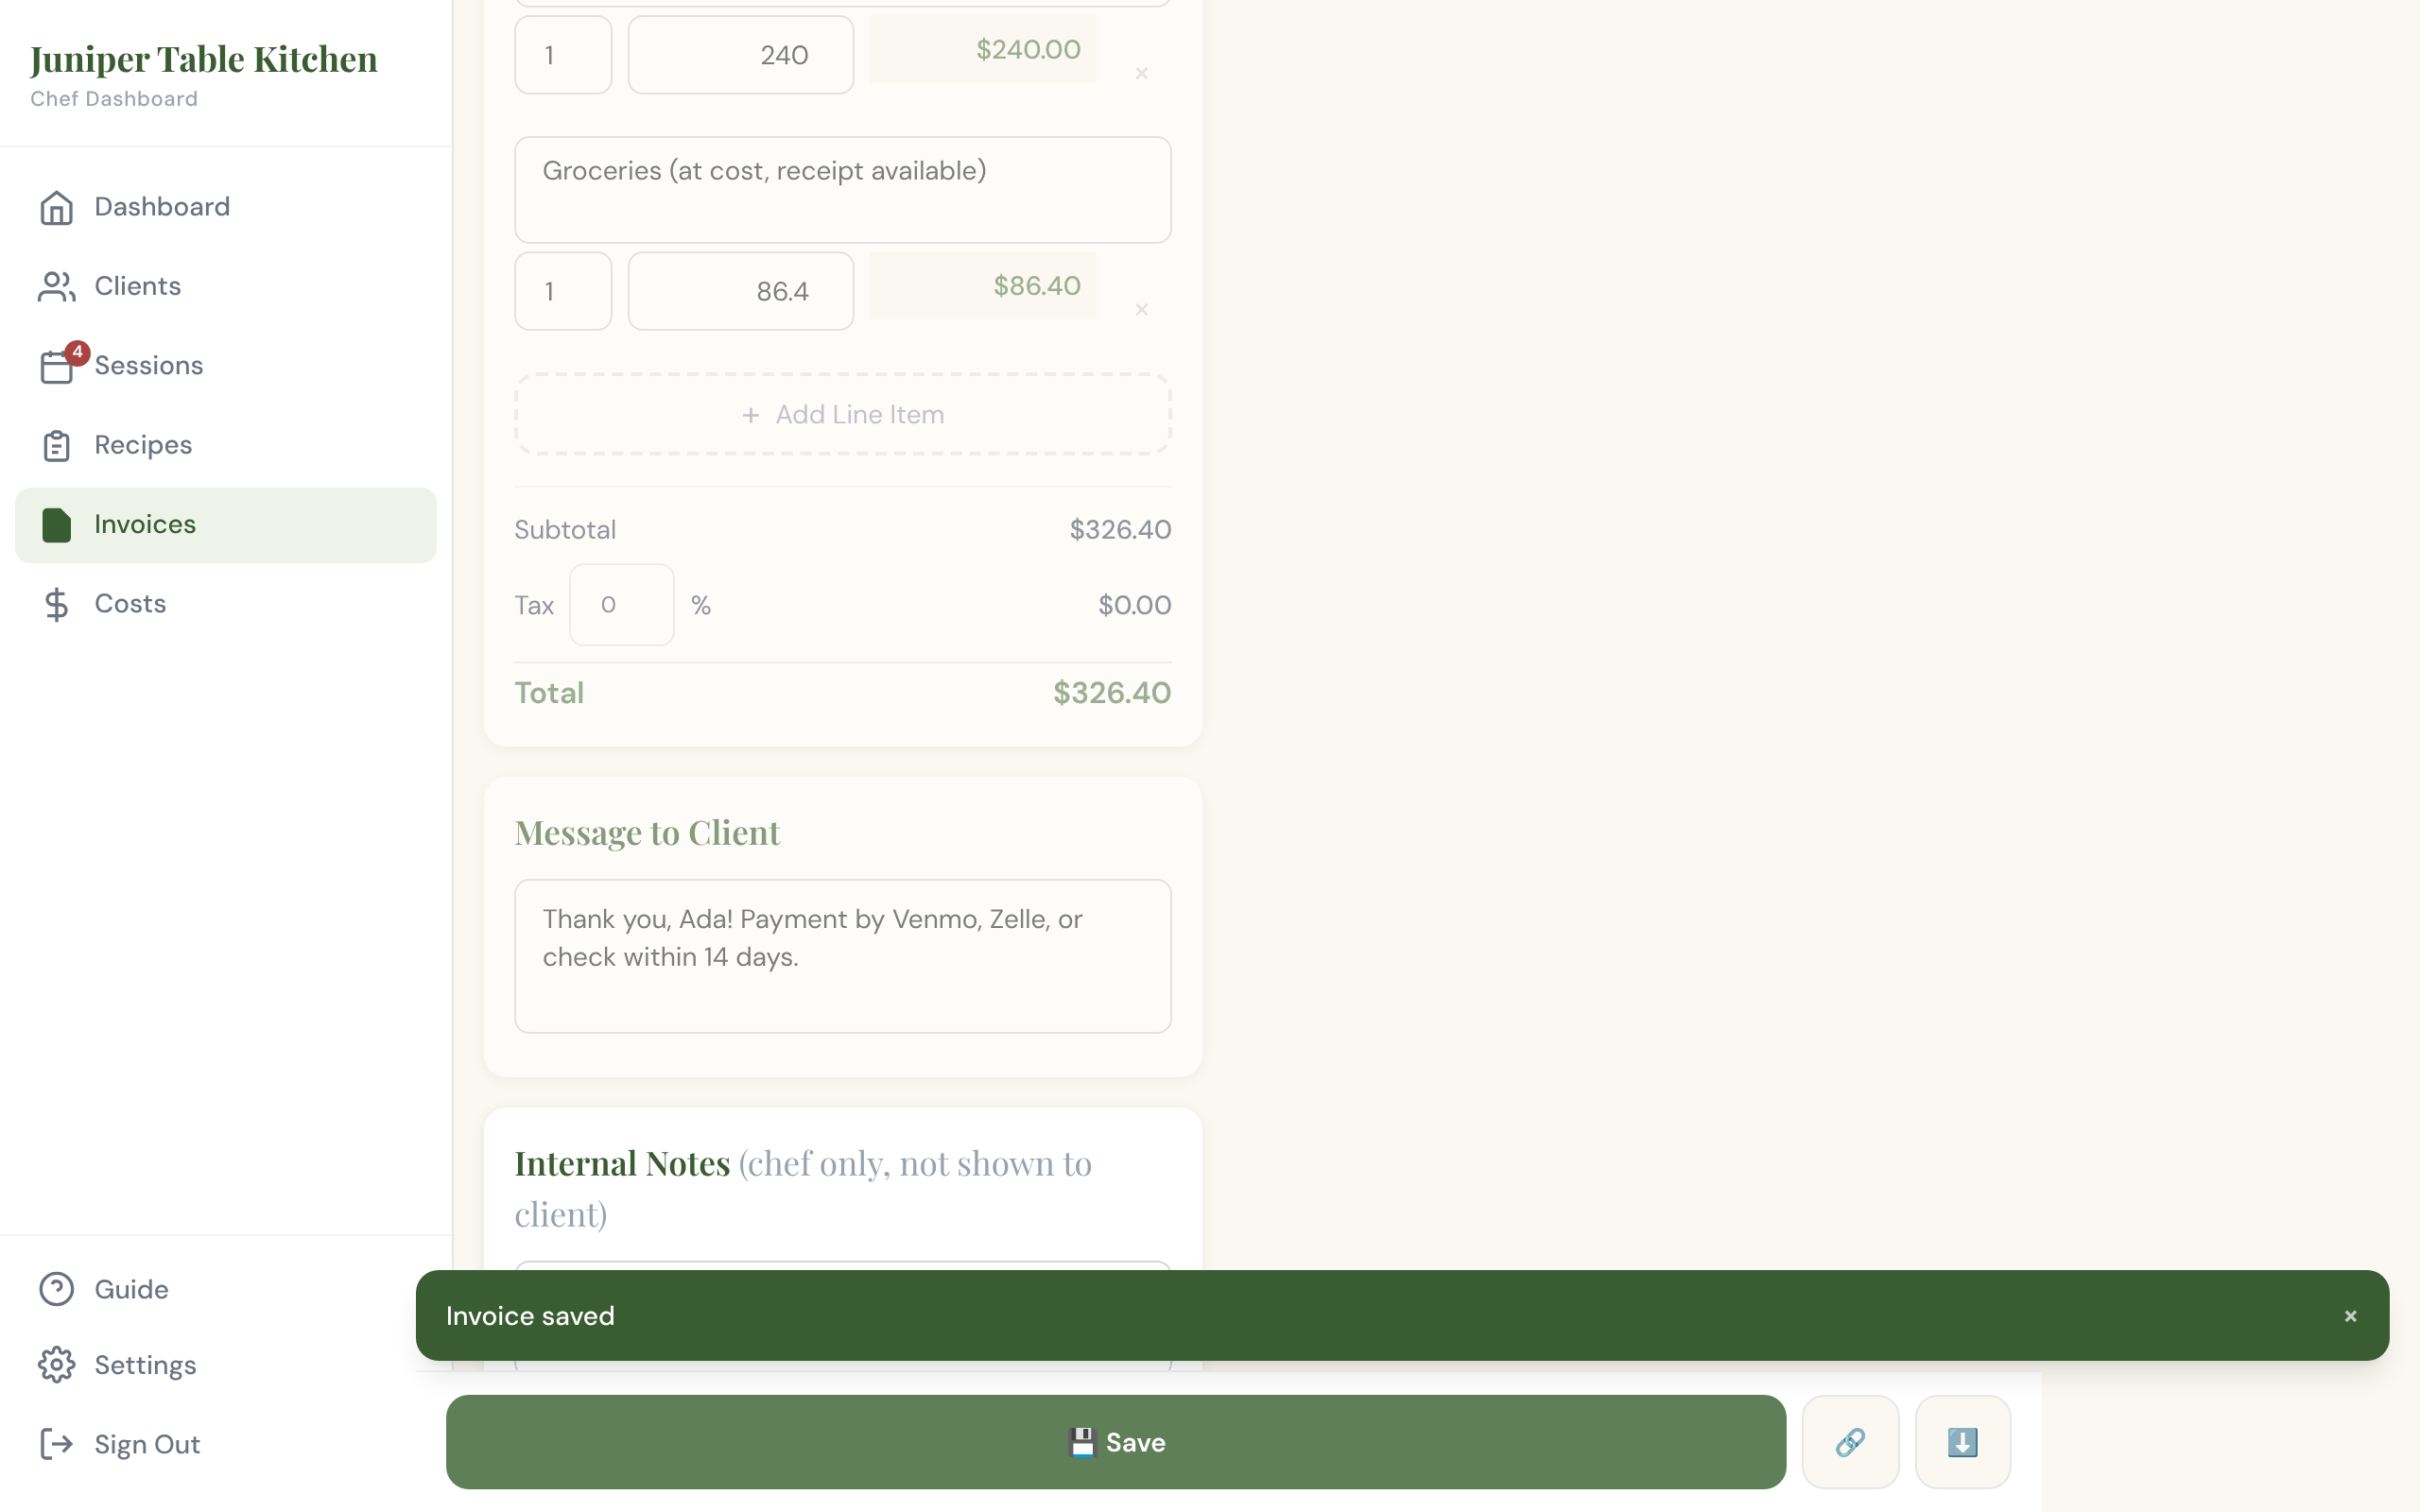 Juniper Table Kitchen
Chef Dashboard
Dashboard
Clients
4
Sessions
Recipes
Invoices
Costs
Guide
Settings
Sign Out
1
240
$240.00
×
Groceries (at cost, receipt available)
1
86.4
$86.40
×
+ Add Line Item
Subtotal
$326.40
Tax
0
%
$0.00
Total
$326.40
Message to Client
Thank you, Ada! Payment by Venmo, Zelle, or
check within 14 days.
Internal Notes (chef only, not shown to
client)
Invoice saved
×
Save